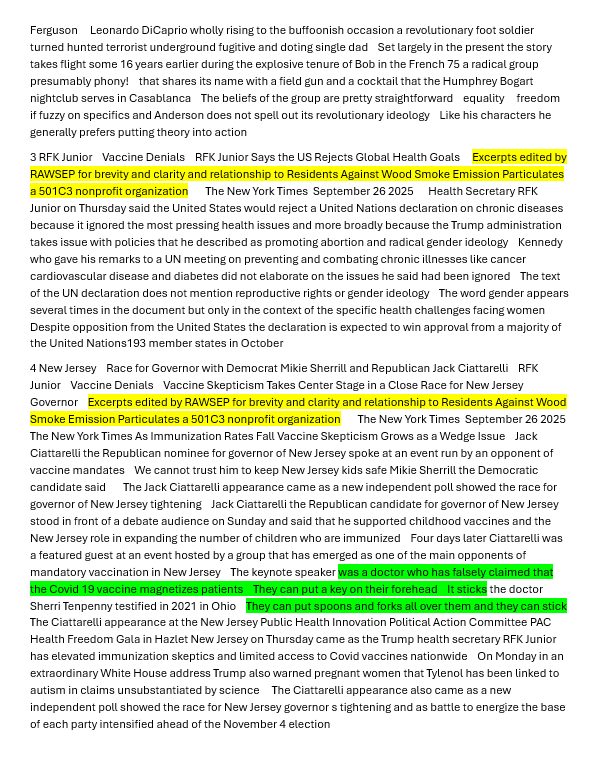 Ferguson Leonardo DiCaprio wholly rising to the buffoonish occasion a revolutionary foot soldier
turned hunted terrorist underground fugitive and doting single dad Set largely in the present the story
takes flight some 16 years earlier during the explosive tenure of Bob in the French 75 a radical group
presumably phony! that shares its name with a field gun and a cocktail that the Humphrey Bogart
nightclub serves in Casablanca The beliefs of the group are pretty straightforward equality freedom
if fuzzy on specifics and Anderson does not spell out its revolutionary ideology Like his characters he
generally prefers putting theory into action
3 RFK Junior Vaccine Denials RFK Junior Says the US Rejects Global Health Goals Excerpts edited by
RAWSEP for brevity and clarity and relationship to Residents Against Wood Smoke Emission Particulates
a 501C3 nonprofit organization The New York Times September 26 2025 Health Secretary RFK
Junior on Thursday said the United States would reject a United Nations declaration on chronic diseases
because it ignored the most pressing health issues and more broadly because the Trump administration
takes issue with policies that he described as promoting abortion and radical gender ideology Kennedy
who gave his remarks to a UN meeting on preventing and combating chronic illnesses like cancer
cardiovascular disease and diabetes did not elaborate on the issues he said had been ignored The text
of the UN declaration does not mention reproductive rights or gender ideology The word gender appears
several times in the document but only in the context of the specific health challenges facing women
Despite opposition from the United States the declaration is expected to win approval from a majority of
the United Nations193 member states in October
4 New Jersey Race for Governor with Democrat Mikie Sherrill and Republican Jack Ciattarelli RFK
Junior Vaccine Denials Vaccine Skepticism Takes Center Stage in a Close Race for New Jersey
Governor Excerpts edited by RAWSEP for brevity and clarity and relationship to Residents Against Wood
Smoke Emission Particulates a 501C3 nonprofit organization The New York Times September 26 2025
The New York Times As Immunization Rates Fall Vaccine Skepticism Grows as a Wedge Issue Jack
Ciattarelli the Republican nominee for governor of New Jersey spoke at an event run by an opponent of
vaccine mandates We cannot trust him to keep New Jersey kids safe Mikie Sherrill the Democratic
candidate said The Jack Ciattarelli appearance came as a new independent poll showed the race for
governor of New Jersey tightening Jack Ciattarelli the Republican candidate for governor of New Jersey
stood in front of a debate audience on Sunday and said that he supported childhood vaccines and the
New Jersey role in expanding the number of children who are immunized Four days later Ciattarelli was
a featured guest at an event hosted by a group that has emerged as one of the main opponents of
mandatory vaccination in New Jersey The keynote speaker was a doctor who has falsely claimed that
the Covid 19 vaccine magnetizes patients They can put a key on their forehead It sticks the doctor
Sherri Tenpenny testified in 2021 in Ohio They can put spoons and forks all over them and they can stick
The Ciattarelli appearance at the New Jersey Public Health Innovation Political Action Committee PAC
Health Freedom Gala in Hazlet New Jersey on Thursday came as the Trump health secretary RFK Junior
has elevated immunization skeptics and limited access to Covid vaccines nationwide On Monday in an
extraordinary White House address Trump also warned pregnant women that Tylenol has been linked to
autism in claims unsubstantiated by science The Ciattarelli appearance also came as a new
independent poll showed the race for New Jersey governor s tightening and as battle to energize the base
of each party intensified ahead of the November 4 election